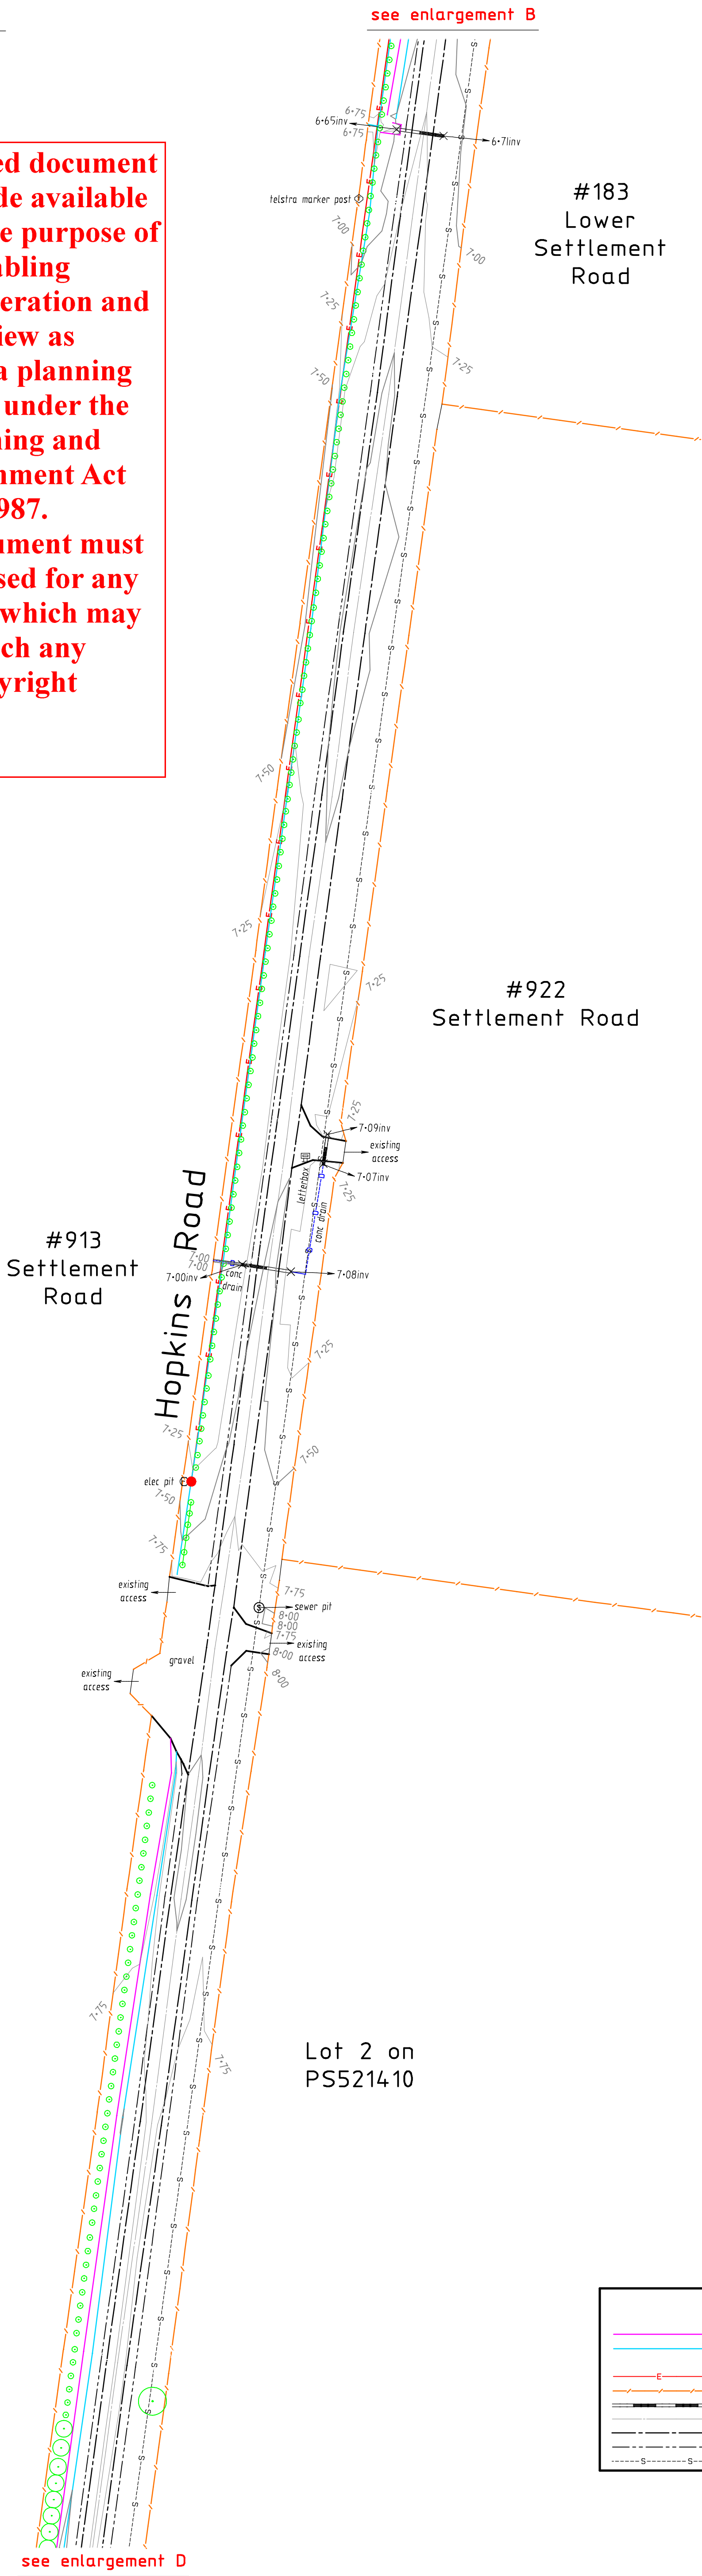 see enlargement B
6·75
6·65inv
6·75
6·71inv
telstra marker post
7·00
7·00
#183
Lower
Settlement
Road
ed document
de available
e purpose of
abling
eration and
iew as
a planning
under the
ning and
nment Act
987.
ument must
sed for any
which may
ch any
yright
7·25
7·25
7·50
7·50
7·25
7·25
#922
Settlement Road
7·25
7·09inv
existing
access
7·07inv
7·25
letterbox
conc drain
#913
Settlement
Road
Hopkins Road
7·00
7·00
7·00inv
conc
drain
7·08inv
7·25
7·25
7·50
elec pit
7·50
7·75
existing
access
7·75
sewer pit
8·00
8·00
7·75
existing
access
8·00
8·00
gravel
existing
access
7·75
Lot 2 on
PS521410
7·75
E
S S
see enlargement D